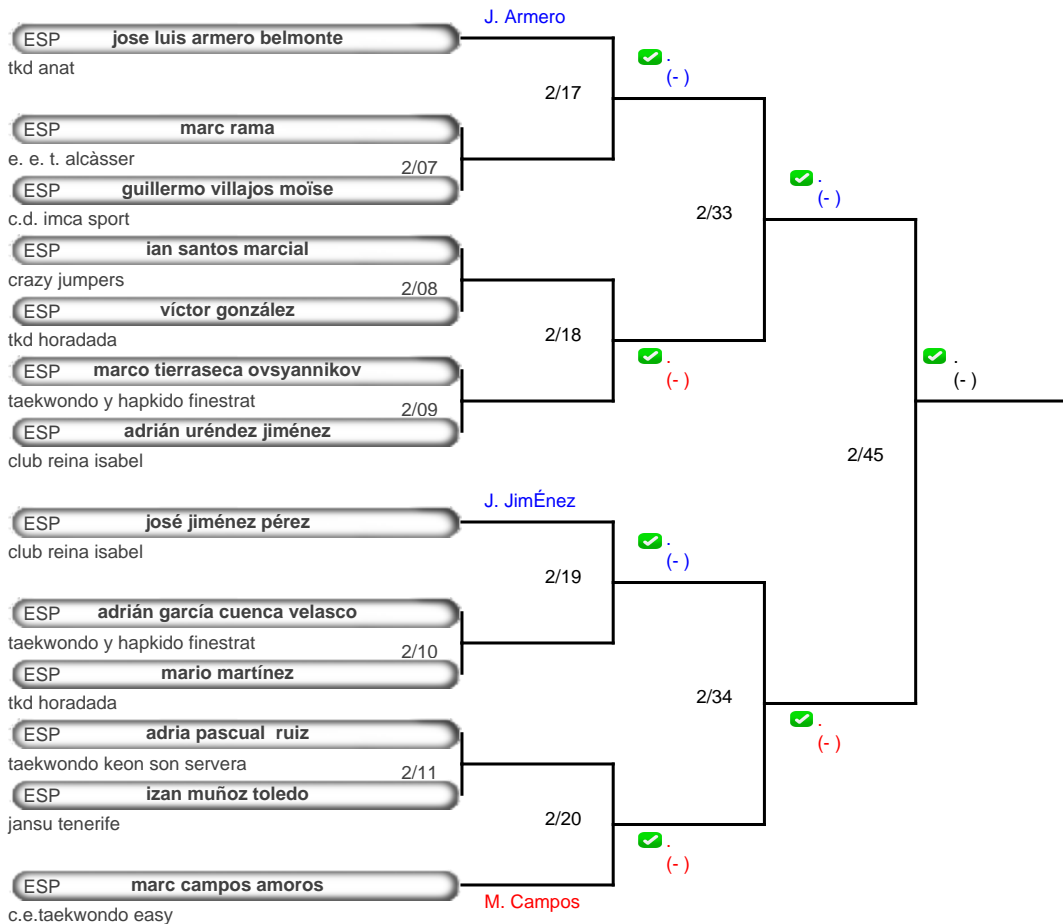 J. Armero
ESP jose luis armero belmonte
tkd anat
✅ .
(- )
2/17
ESP marc rama
e. e. t. alcàsser
2/07
ESP guillermo villajos moïse
c.d. imca sport
✅ .
(- )
2/33
ESP ian santos marcial
crazy jumpers
2/08
ESP víctor gonzález
tkd horadada
2/18
✅ .
(- )
ESP marco tierraseca ovsyannikov
taekwondo y hapkido finestrat
2/09
ESP adrián uréndez jiménez
club reina isabel
✅ .
(- )
2/45
J. JimÉnez
ESP josé jiménez pérez
club reina isabel
✅ .
(- )
2/19
ESP adrián garcía cuenca velasco
taekwondo y hapkido finestrat
2/10
ESP mario martínez
tkd horadada
2/34
✅ .
(- )
ESP adria pascual  ruiz
taekwondo keon son servera
2/11
ESP izan muñoz toledo
jansu tenerife
2/20
✅ .
(- )
ESP marc campos amoros
M. Campos
c.e.taekwondo easy